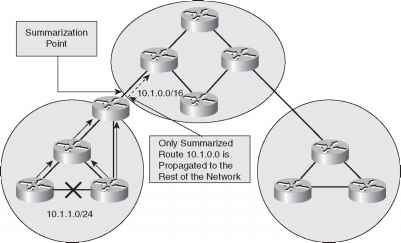 Summarization
Point
10.1.0.0/16
Only Summarized
Route 10.1.0.0 is
Propagated to the
Rest of the Network
10.1.1.0/24